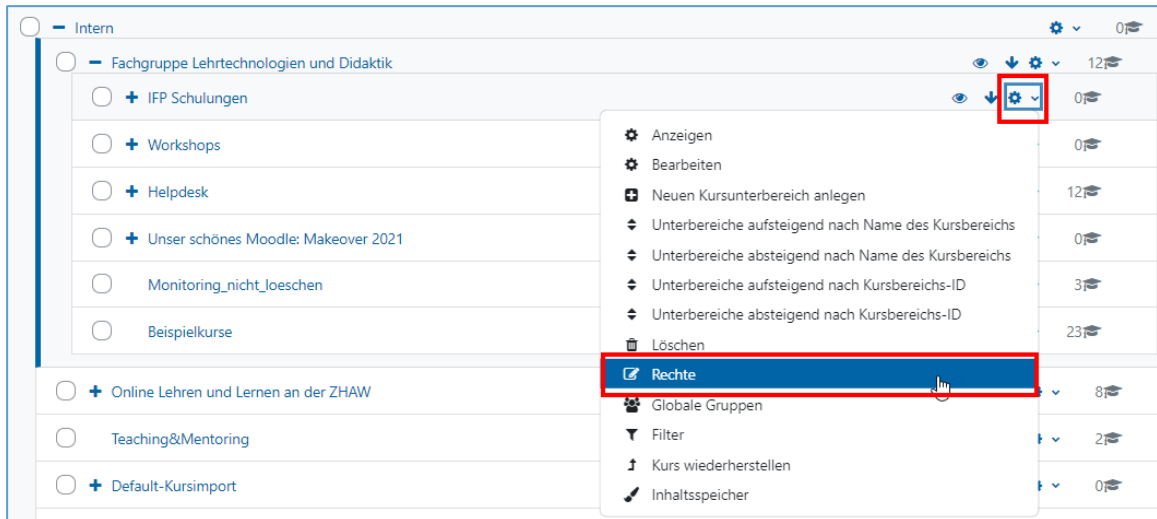 Intern 0
Fachgruppe Lehrtechnologien und Didaktik 12
IFP Schulungen 0
Workshops 0
Helpdesk 12
Unser schönes Moodle: Makeover 2021 0
Monitoring_nicht_loeschen 3
Beispielkurse 23
Online Lehren und Lernen an der ZHAW 8
Teaching&Mentoring 2
Default-Kursimport 0
Anzeigen
Bearbeiten
Neuen Kursunterbereich anlegen
Unterbereiche aufsteigend nach Name des Kursbereichs
Unterbereiche absteigend nach Name des Kursbereichs
Unterbereiche aufsteigend nach Kursbereichs-ID
Unterbereiche absteigend nach Kursbereichs-ID
Löschen
Rechte
Globale Gruppen
Filter
Kurs wiederherstellen
Inhaltsspeicher